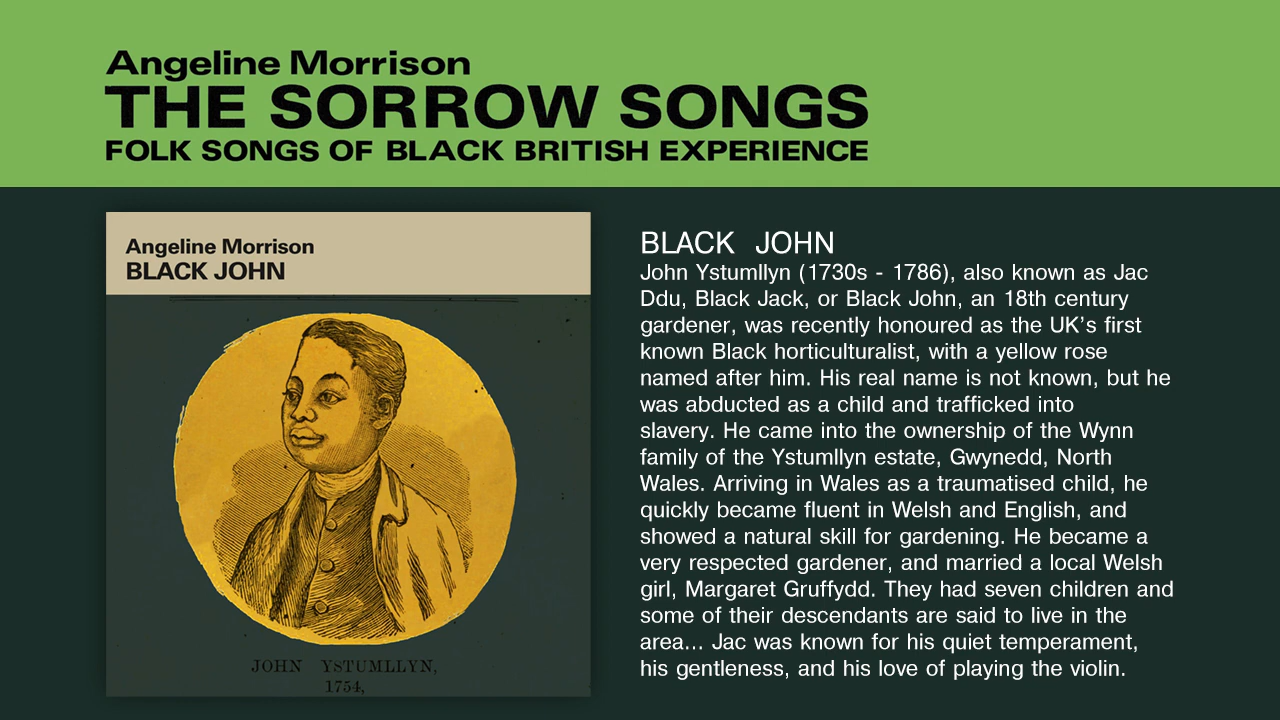 Angeline Morrison
THE SORROW SONGS
FOLK SONGS OF BLACK BRITISH EXPERIENCE
Angeline Morrison
BLACK JOHN
JOHN YSTUMLLYN,
1754,
BLACK JOHN
John Ystumllyn (1730s - 1786), also known as Jac
Ddu, Black Jack, or Black John, an 18th century
gardener, was recently honoured as the UK’s first
known Black horticulturalist, with a yellow rose
named after him. His real name is not known, but he
was abducted as a child and trafficked into
slavery. He came into the ownership of the Wynn
family of the Ystumllyn estate, Gwynedd, North
Wales. Arriving in Wales as a traumatised child, he
quickly became fluent in Welsh and English, and
showed a natural skill for gardening. He became a
very respected gardener, and married a local Welsh
girl, Margaret Gruffydd. They had seven children and
some of their descendants are said to live in the
area... Jac was known for his quiet temperament,
his gentleness, and his love of playing the violin.